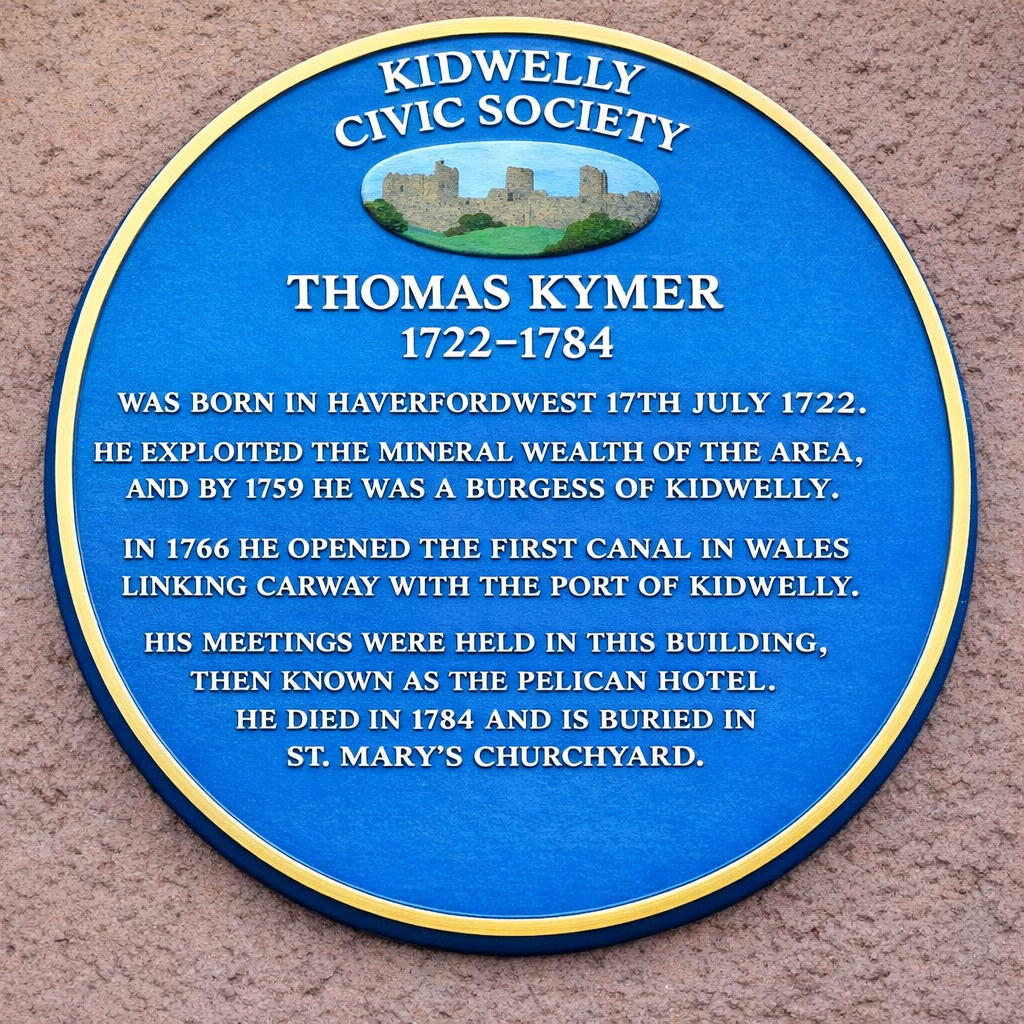 KIDWELLY
CIVIC SOCIETY
THOMAS KYMER
1722–1784
WAS BORN IN HAVERFORDWEST 17TH JULY 1722.
HE EXPLOITED THE MINERAL WEALTH OF THE AREA,
AND BY 1759 HE WAS A BURGESS OF KIDWELLY.
IN 1766 HE OPENED THE FIRST CANAL IN WALES
LINKING CARWAY WITH THE PORT OF KIDWELLY.
HIS MEETINGS WERE HELD IN THIS BUILDING,
THEN KNOWN AS THE PELICAN HOTEL.
HE DIED IN 1784 AND IS BURIED IN
ST. MARY'S CHURCHYARD.